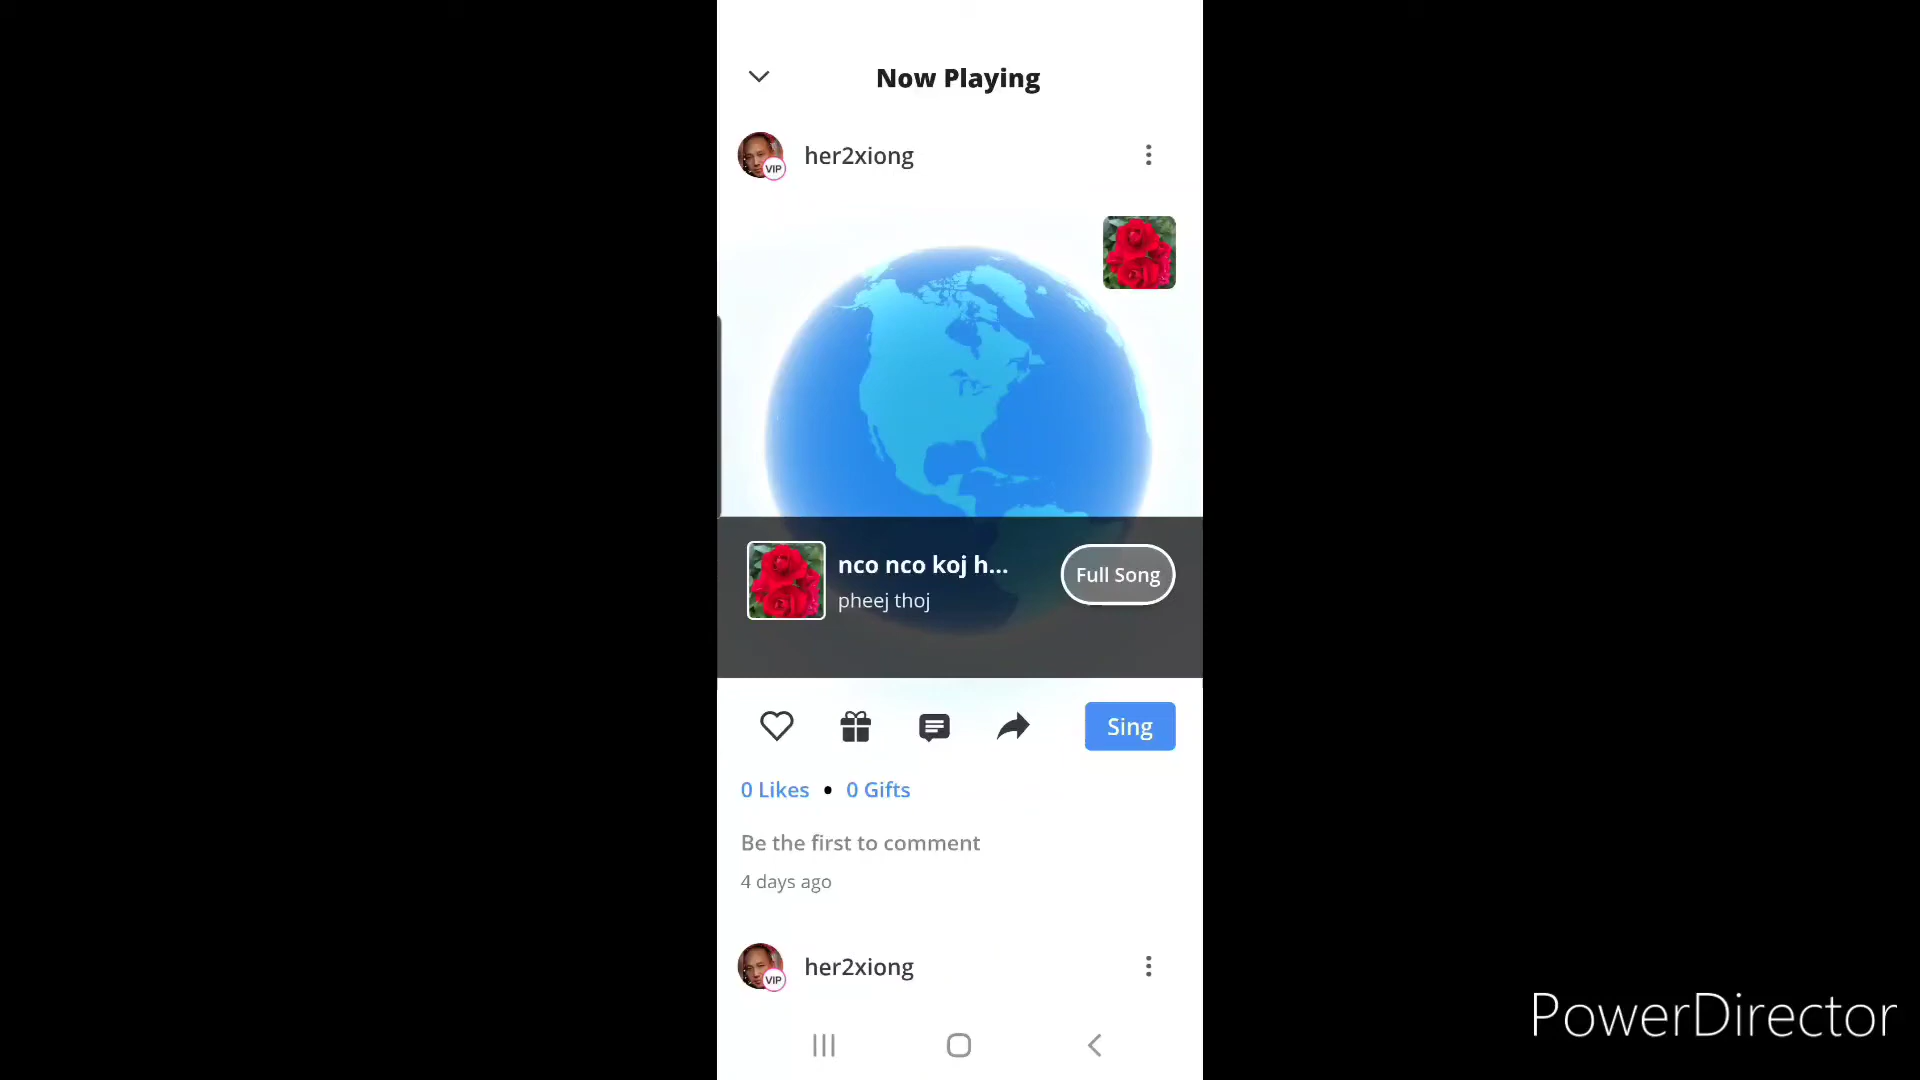 Now Playing
her2xiong
VIP
nco nco koj h...
pheej thoj
Full Song
Sing
0 Likes • 0 Gifts
Be the first to comment
4 days ago
her2xiong
VIP
PowerDirector